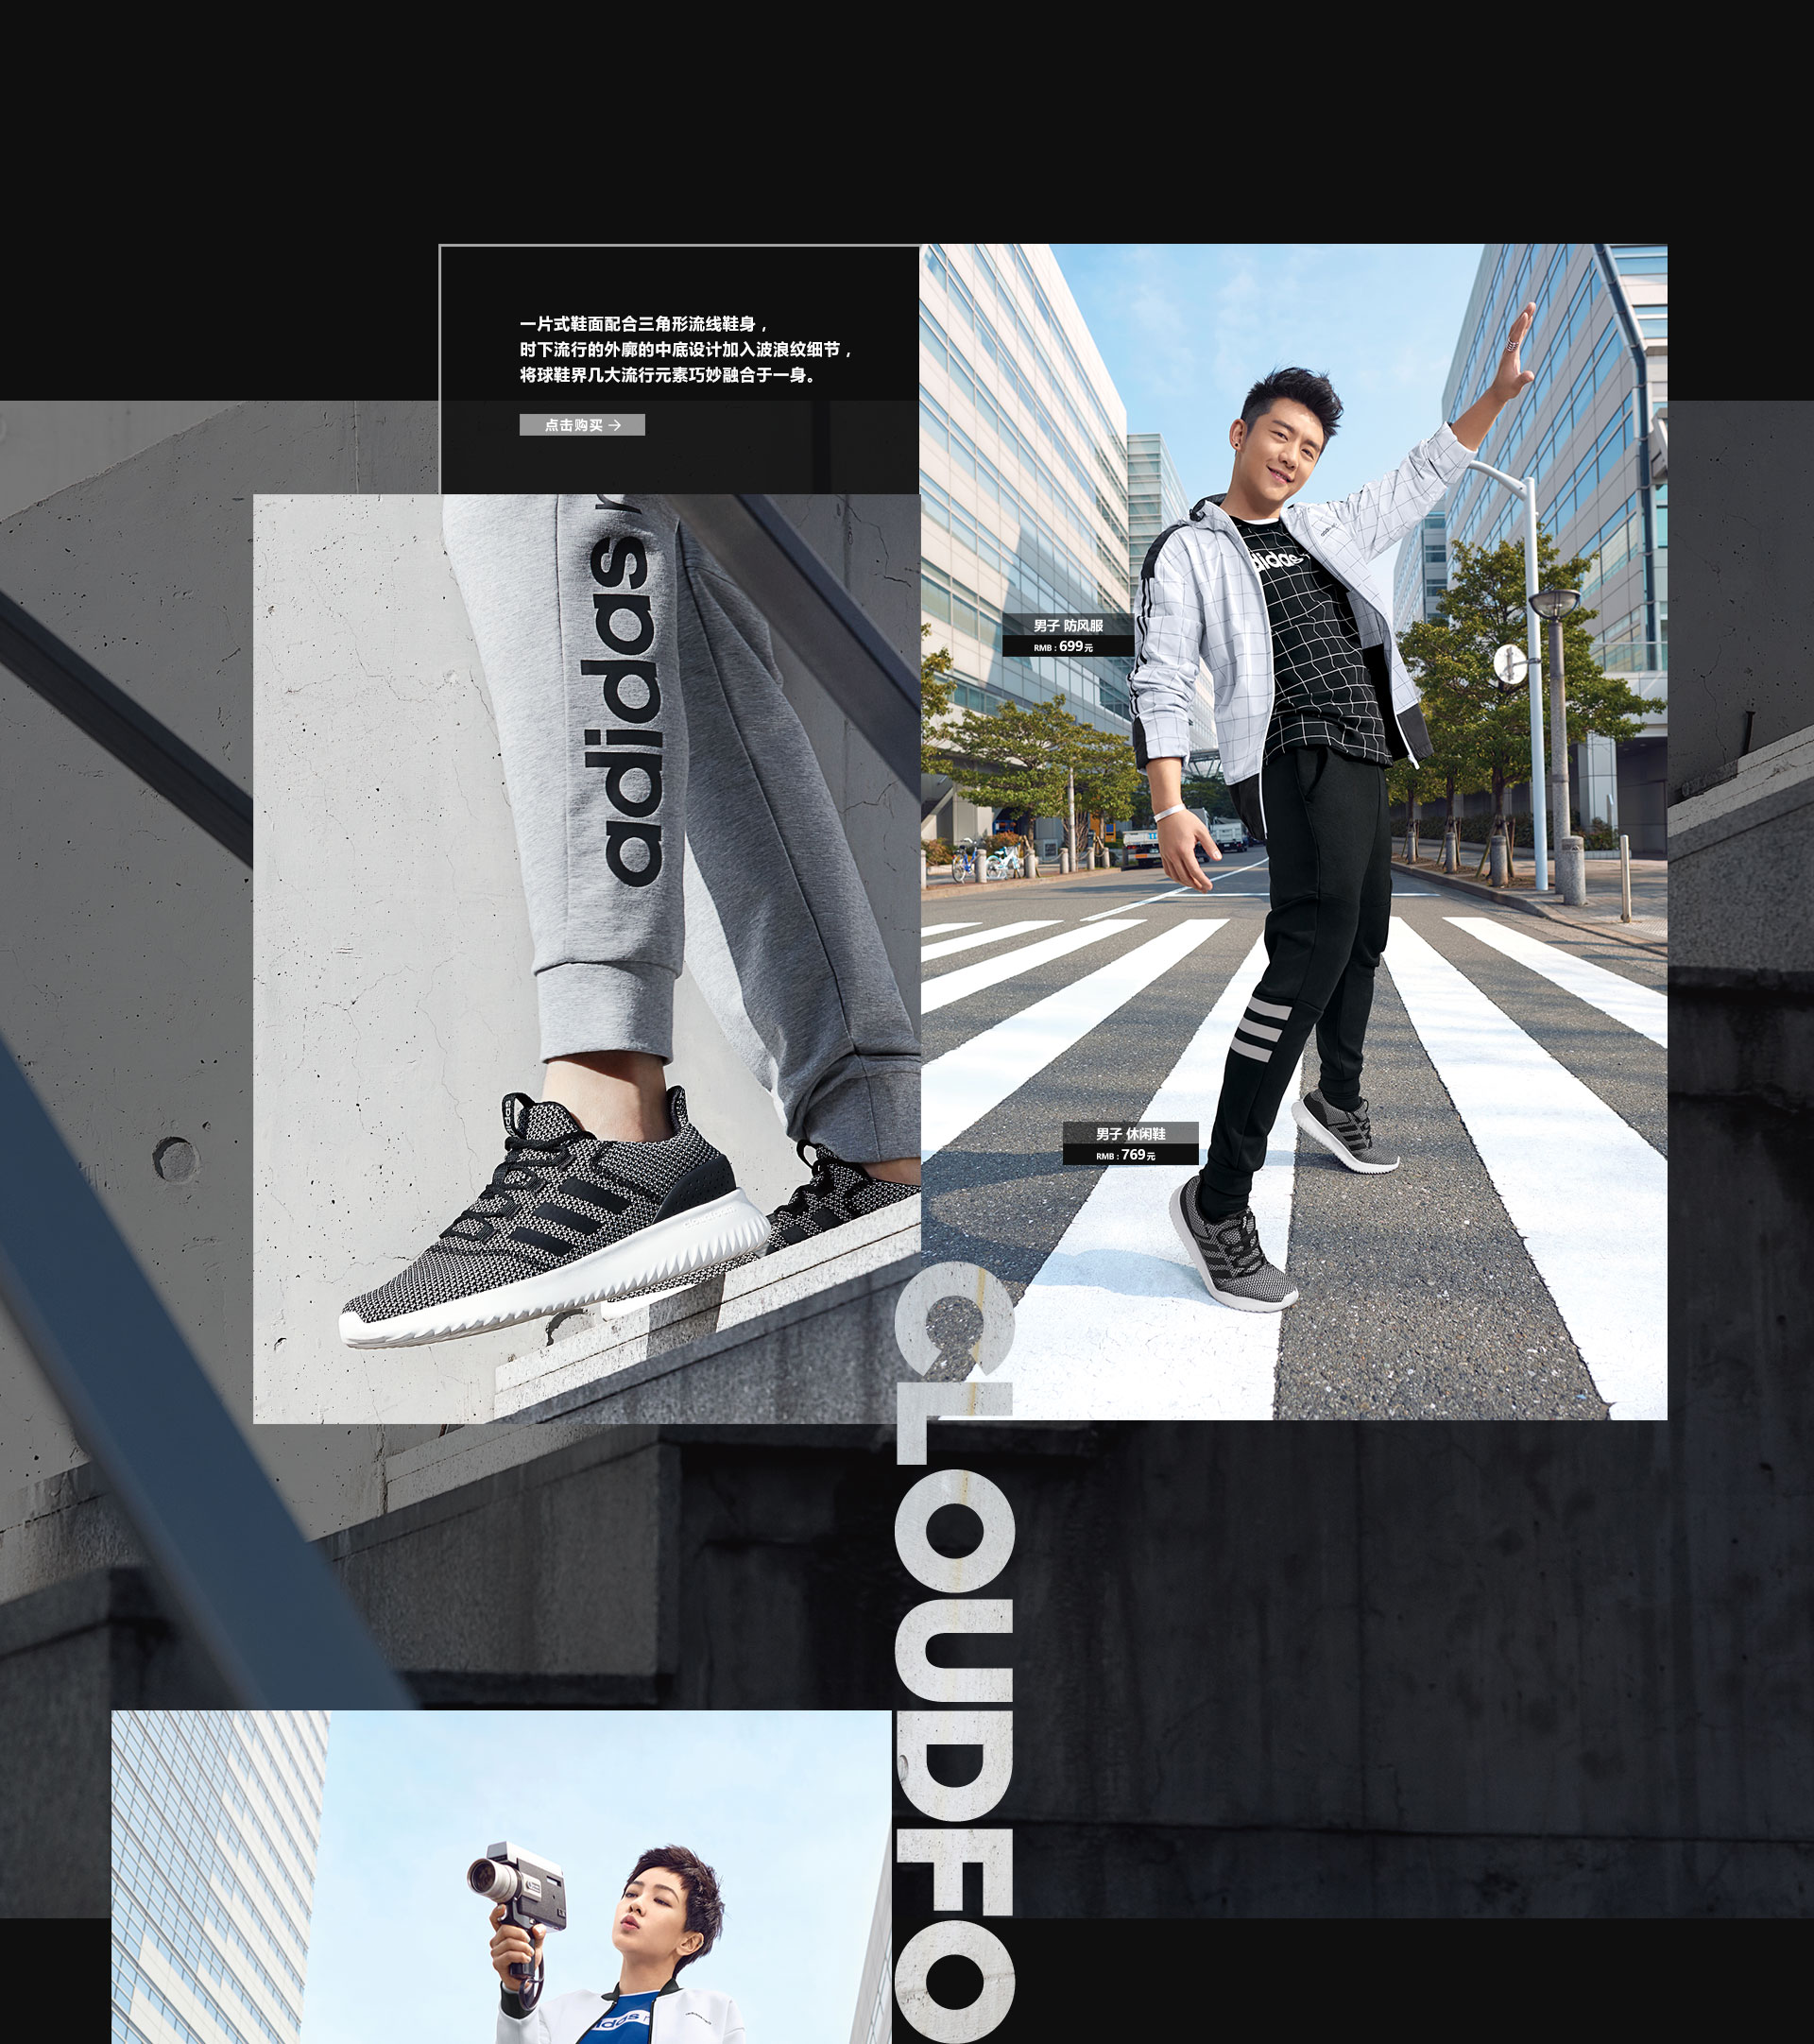 一片式鞋面配合三角形流线鞋身，
时下流行的外廓的中底设计加入波浪纹细节，
将球鞋界几大流行元素巧妙融合于一身。
点击购买→
adidas
adidas
男子 防风服
RMB : 699元
男子 休闲鞋
RMB : 769元
CLOUDFO